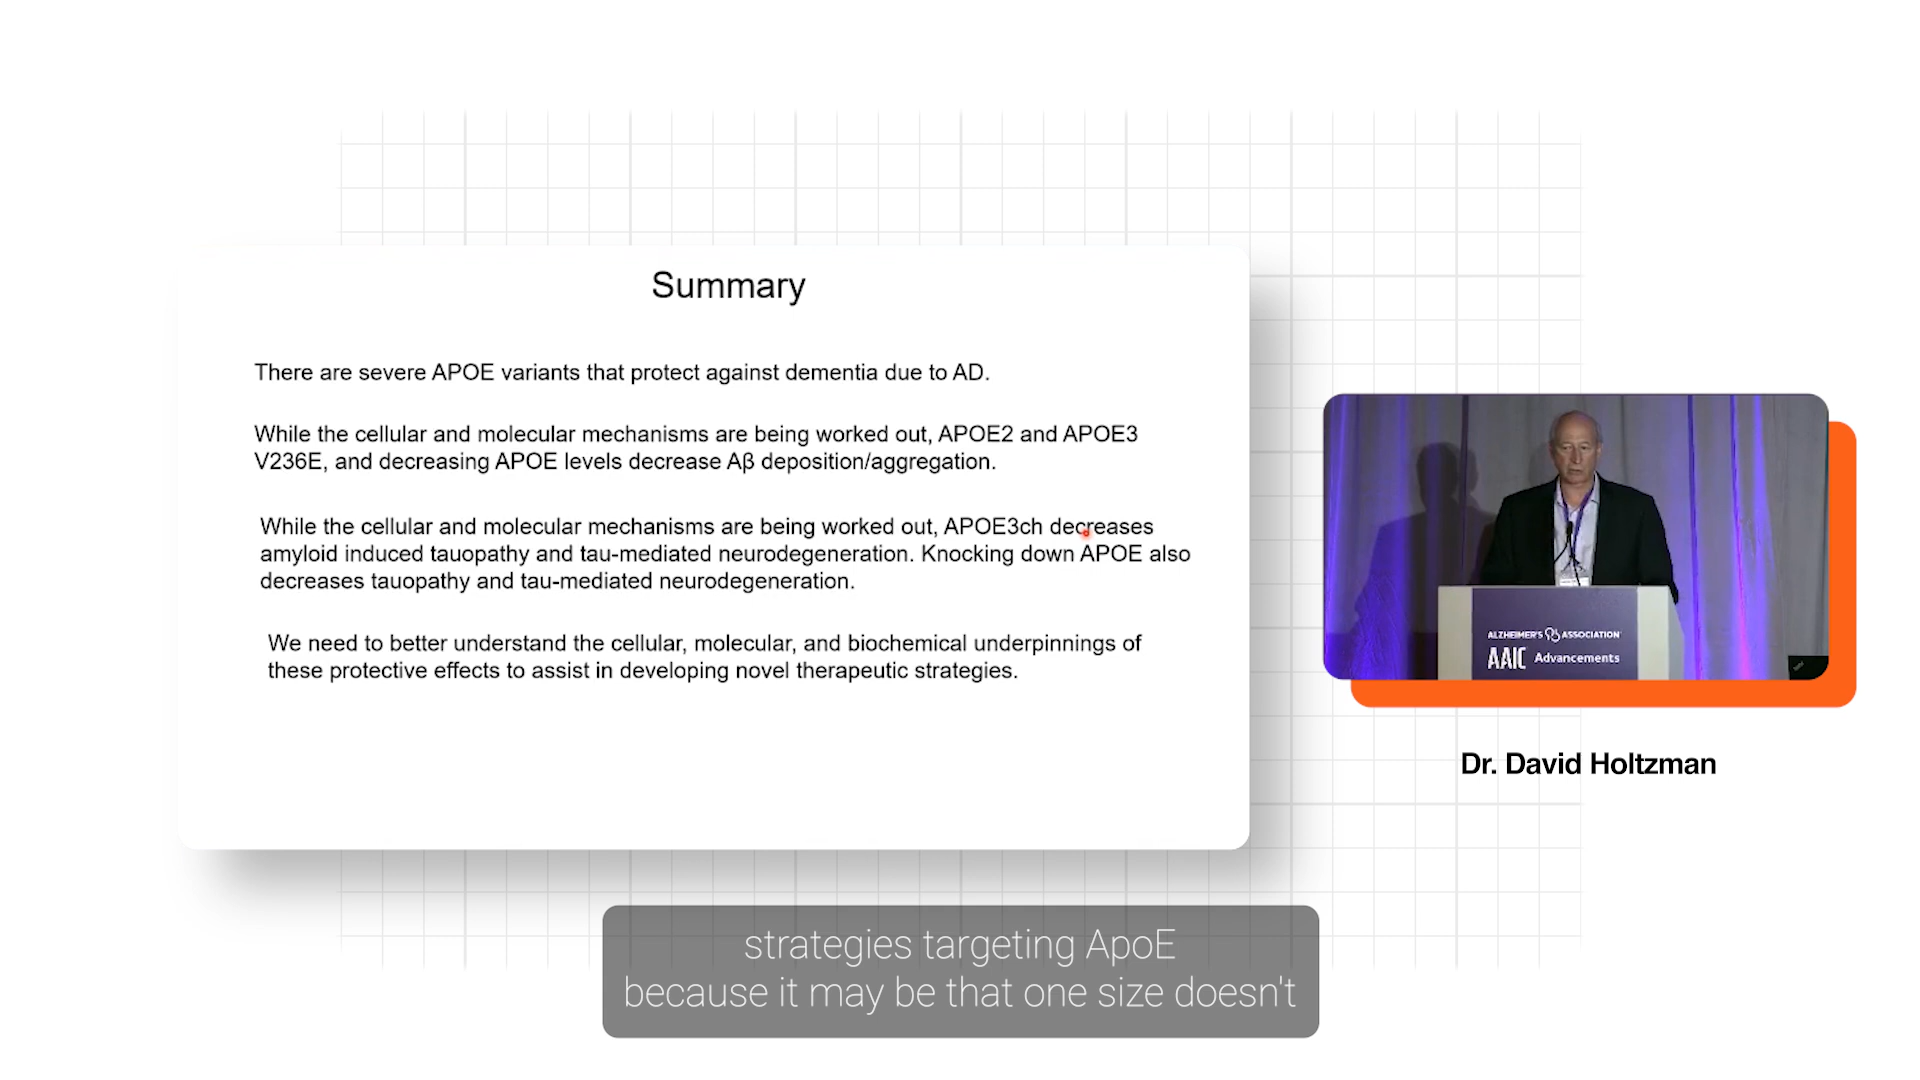 Summary
There are severe APOE variants that protect against dementia due to AD.
While the cellular and molecular mechanisms are being worked out, APOE2 and APOE3
V236E, and decreasing APOE levels decrease Aβ deposition/aggregation.
While the cellular and molecular mechanisms are being worked out, APOE3ch decreases
amyloid induced tauopathy and tau-mediated neurodegeneration. Knocking down APOE also
decreases tauopathy and tau-mediated neurodegeneration.
We need to better understand the cellular, molecular, and biochemical underpinnings of
these protective effects to assist in developing novel therapeutic strategies.
ALZHEIMER'S ASSOCIATION
AAIC Advancements
Dr. David Holtzman
strategies targeting ApoE
because it may be that one size doesn't